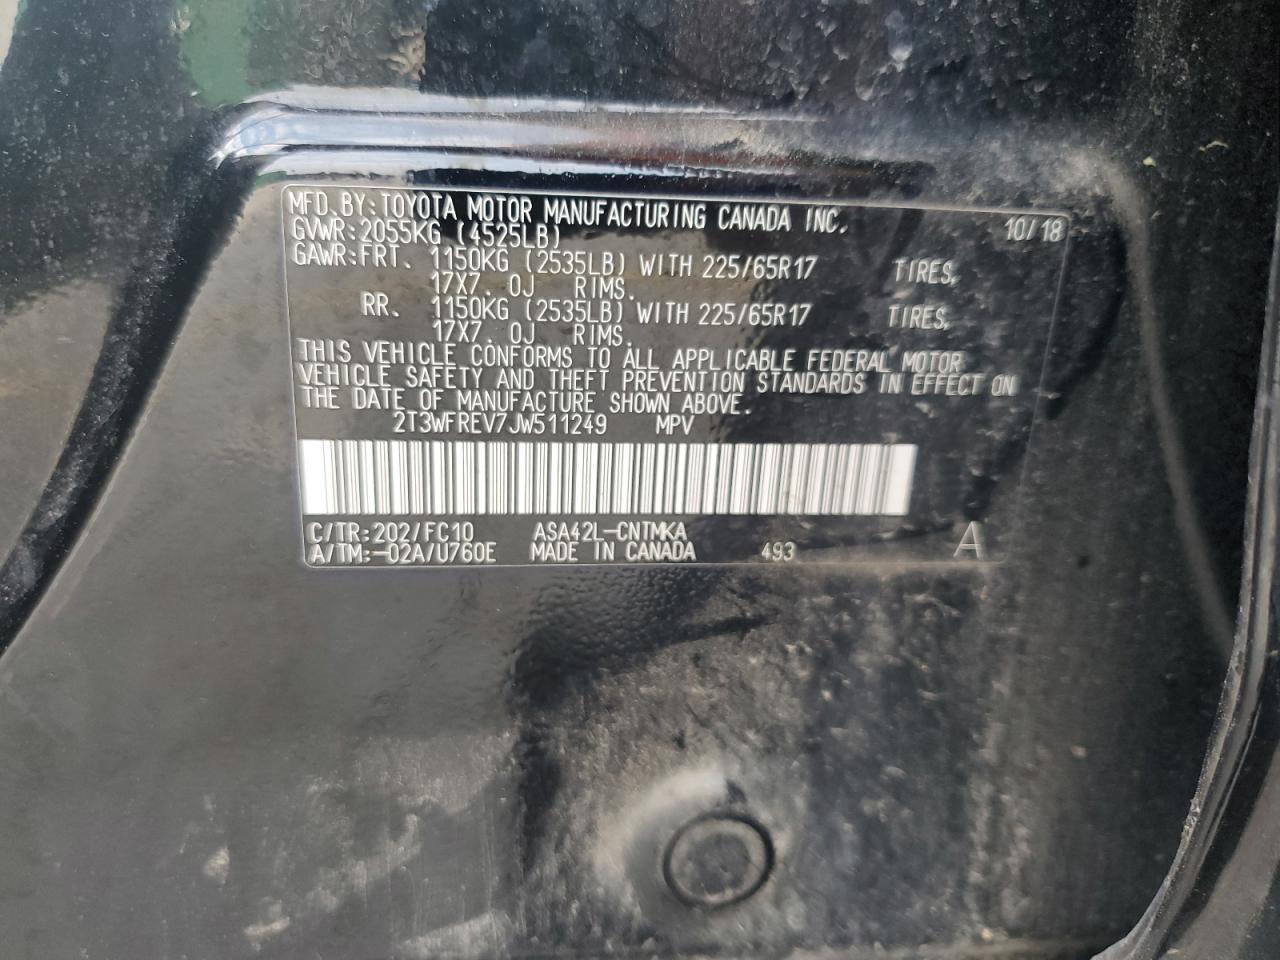 MFD. BY: TOYOTA MOTOR MANUFACTURING CANADA INC. 10/18
GVWR: 2055KG (4525LB)
GAWR: FRT. 1150KG (2535LB) WITH 225/65R17 TIRES,
17X7. 0J RIMS.
RR. 1150KG (2535LB) WITH 225/65R17 TIRES,
17X7. 0J RIMS.
THIS VEHICLE CONFORMS TO ALL APPLICABLE FEDERAL MOTOR
VEHICLE SAFETY AND THEFT PREVENTION STANDARDS IN EFFECT ON
THE DATE OF MANUFACTURE SHOWN ABOVE.
2T3WFREV7JW511249 MPV
C/TR: 202/FC10 ASA42L-CNTMKA
A/TM: -02A/U760E MADE IN CANADA 493 A